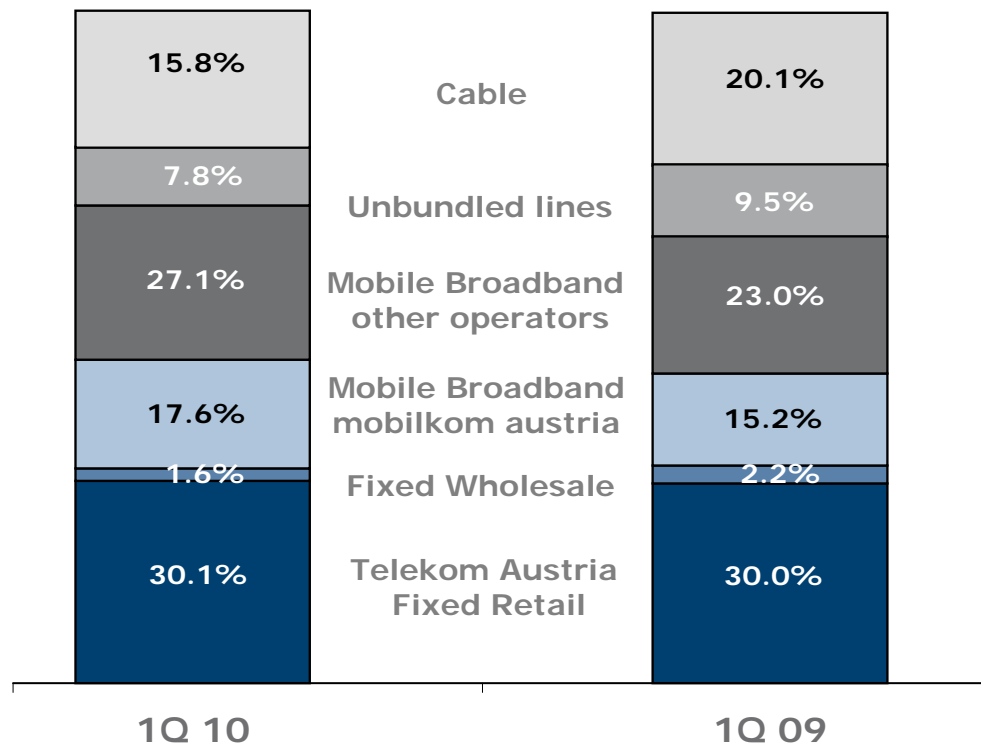 15.8%
20.1%
Cable
7.8%
9.5%
Unbundled lines
27.1%
23.0%
Mobile Broadband
other operators
17.6%
15.2%
Mobile Broadband
mobilkom austria
1.6%
2.2%
Fixed Wholesale
30.1%
30.0%
Telekom Austria
Fixed Retail
1Q 10
1Q 09